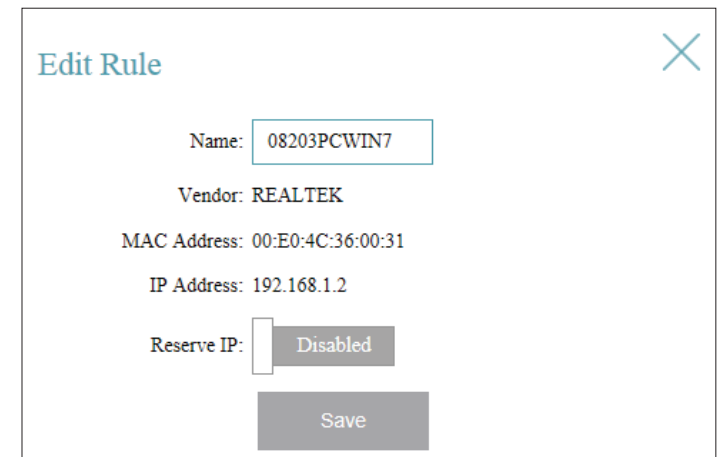 Edit Rule
Name: 08203PCWIN7
Vendor: REALTEK
MAC Address: 00:E0:4C:36:00:31
IP Address: 192.168.1.2
Reserve IP: Disabled
Save